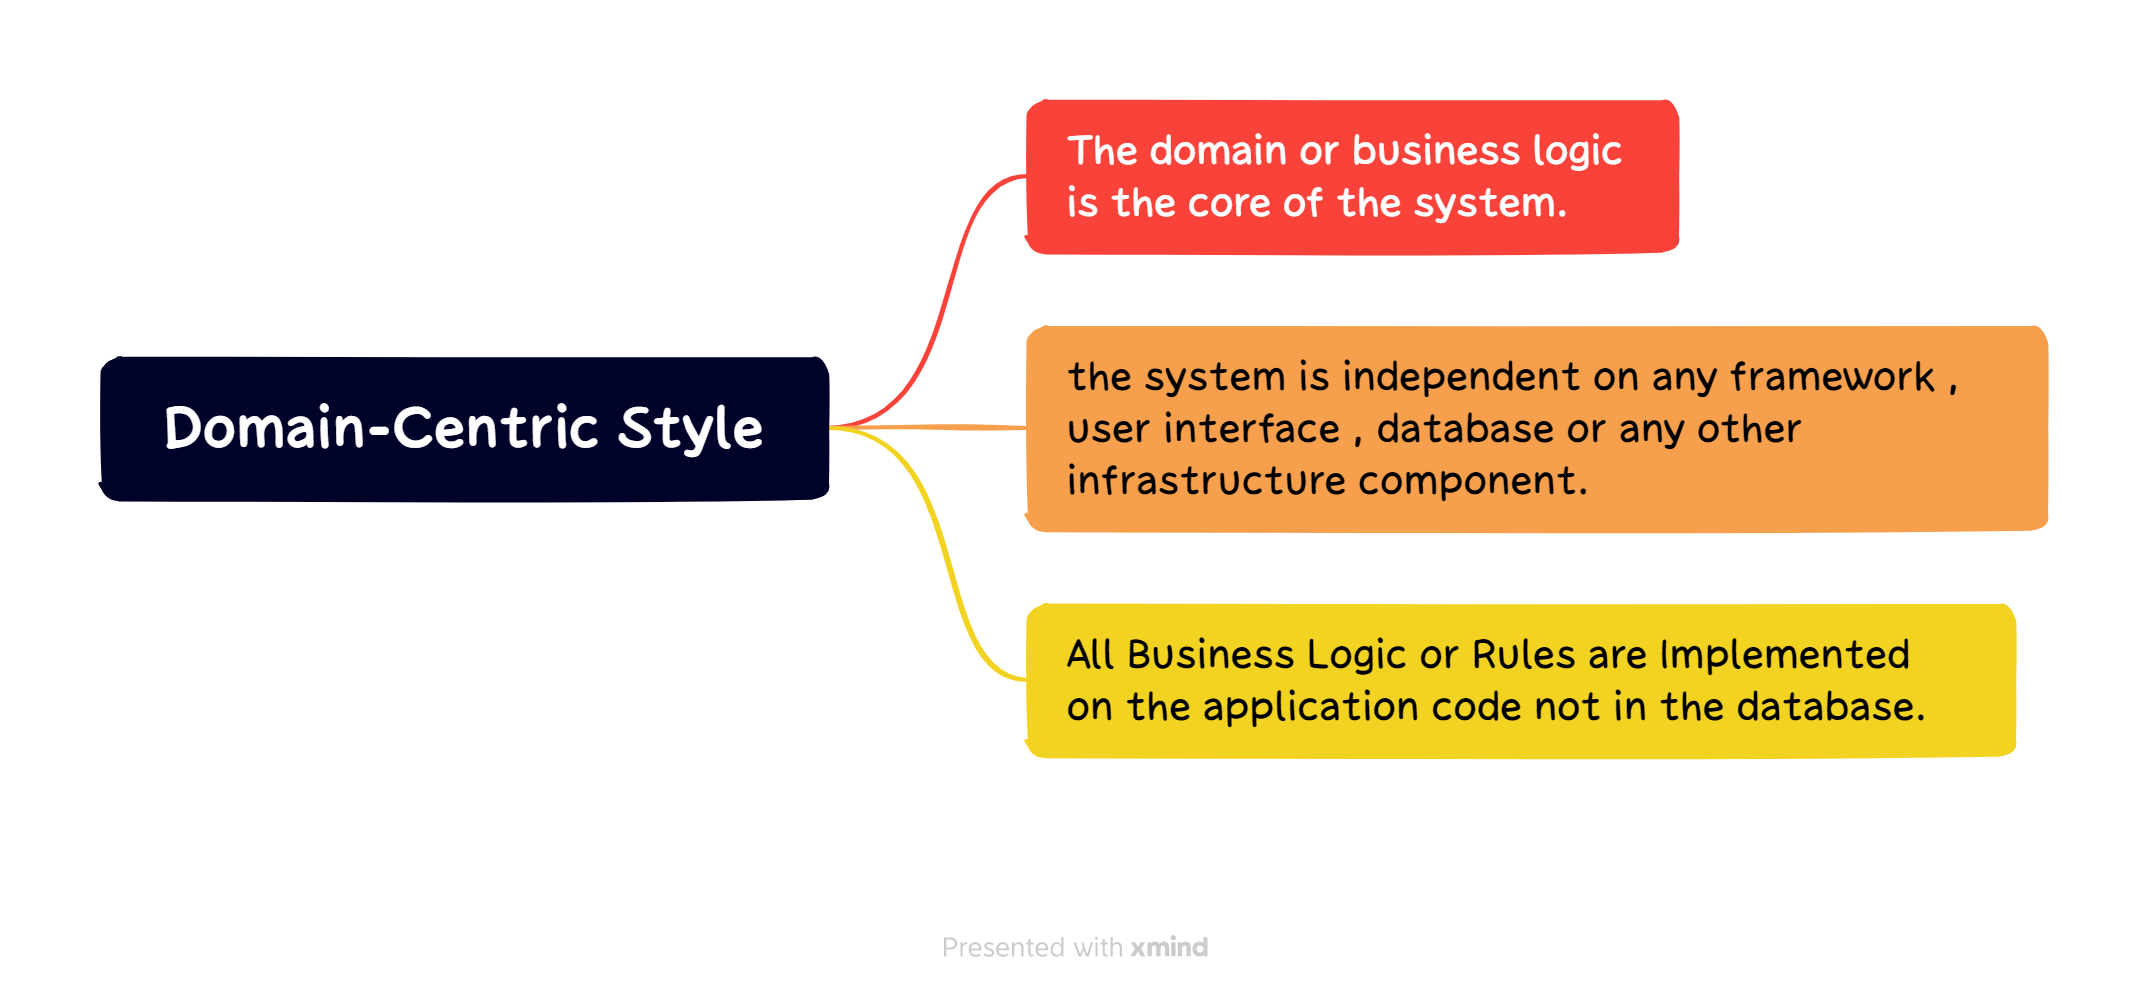 Domain-Centric Style
The domain or business logic
is the core of the system.
the system is independent on any framework ,
user interface , database or any other
infrastructure component.
All Business Logic or Rules are Implemented
on the application code not in the database.
Presented with xmind